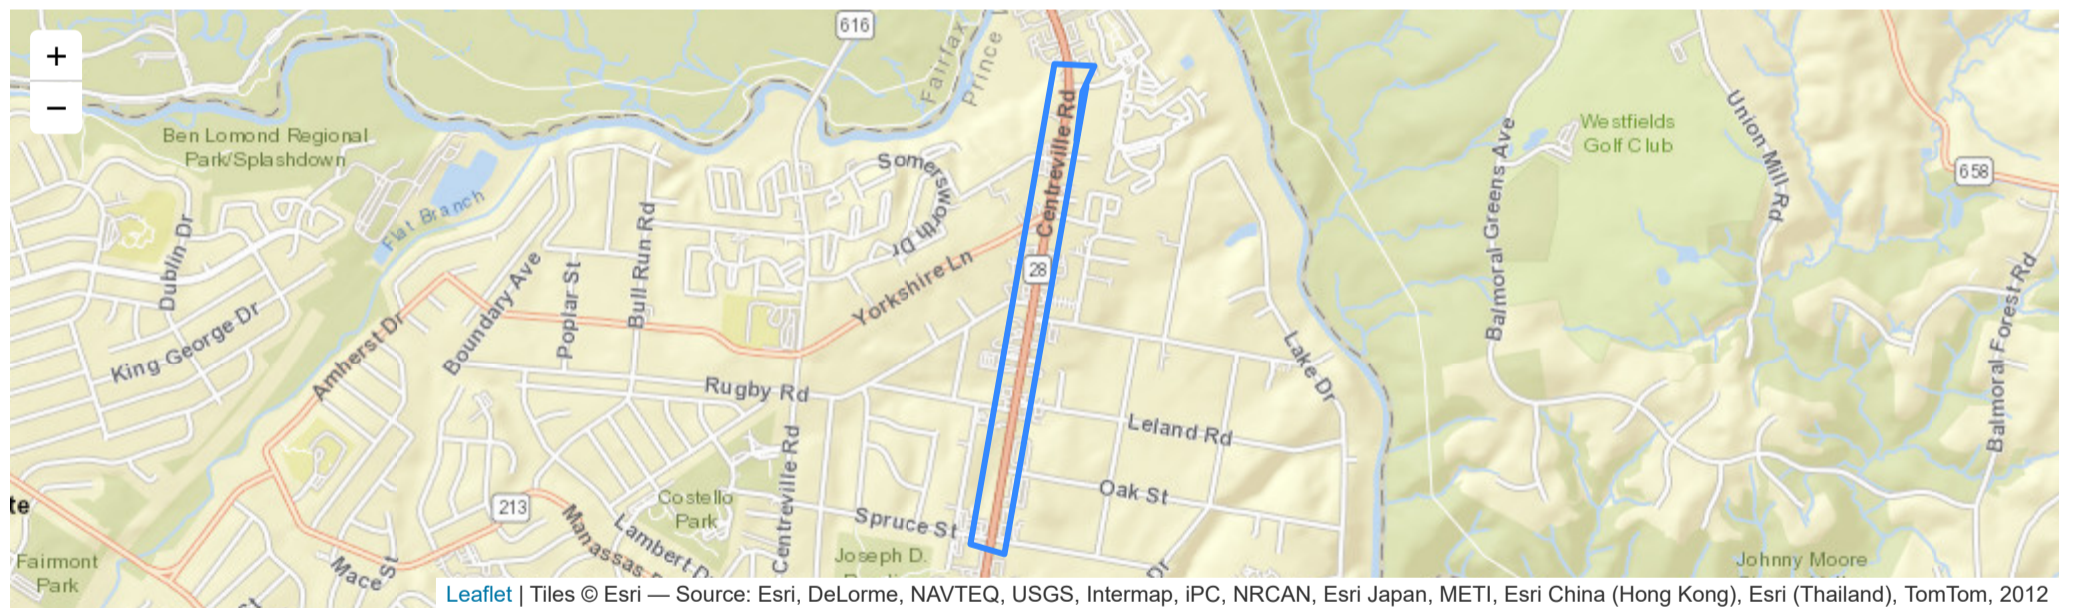 616
Fairfax
Prince
+
−
Ben Lomond Regional
Park/Splashdown
Westfields
Golf Club
Union Mill Rd
658
Somersworth Dr
Centreville Rd
Flat Branch
Dublin Dr
Bull Run Rd
Balmoral Greens Ave
28
Yorkshire Ln
Boundary Ave
Poplar St
King George Dr
Amherst Dr
Lake Dr
Balmoral Forest Rd
Rugby Rd
Leland Rd
Centreville Rd
te
213
Costello
Park
Oak St
Spruce St
Manassas
Lambert Dr
Mace St
Fairmont
Park
Joseph D.
Dr
Johnny Moore
Leaflet | Tiles © Esri — Source: Esri, DeLorme, NAVTEQ, USGS, Intermap, iPC, NRCAN, Esri Japan, METI, Esri China (Hong Kong), Esri (Thailand), TomTom, 2012